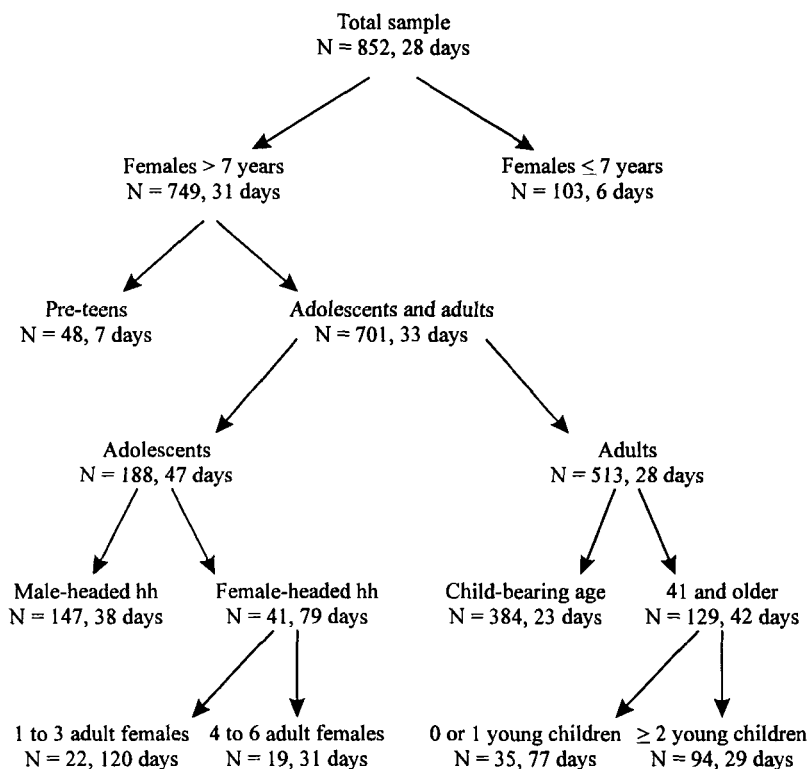 Total sample
N = 852, 28 days
Females > 7 years
N = 749, 31 days
Females ≤ 7 years
N = 103, 6 days
Pre-teens
N = 48, 7 days
Adolescents and adults
N = 701, 33 days
Adolescents
N = 188, 47 days
Adults
N = 513, 28 days
Male-headed hh
N = 147, 38 days
Female-headed hh
N = 41, 79 days
Child-bearing age
N = 384, 23 days
41 and older
N = 129, 42 days
1 to 3 adult females
N = 22, 120 days
4 to 6 adult females
N = 19, 31 days
0 or 1 young children
N = 35, 77 days
≥ 2 young children
N = 94, 29 days